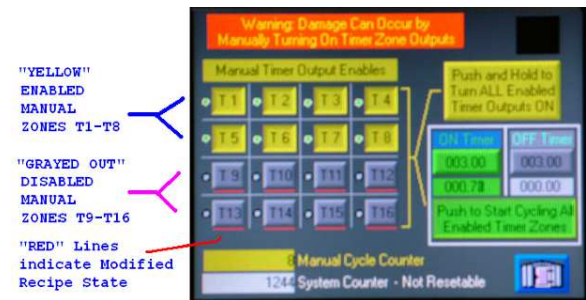 Warning: Damage Can Occur by
Manually Turning On Timer Zone Outputs
Manual Timer Output Enables
Push and Hold to
Turn ALL Enabled
Timer Outputs ON
T1 T2 T3 T4
T5 T6 T7 T8
T9 T10 T11 T12
T13 T14 T15 T16
ON Timer OFF Timer
003.00 003.00
000.78 000.00
Push to Start Cycling All
Enabled Timer Zones
8 Manual Cycle Counter
1244 System Counter - Not Resetable
"YELLOW"
ENABLED
MANUAL
ZONES T1-T8
"GRAYED OUT"
DISABLED
MANUAL
ZONES T9-T16
"RED" Lines
indicate Modified
Recipe State